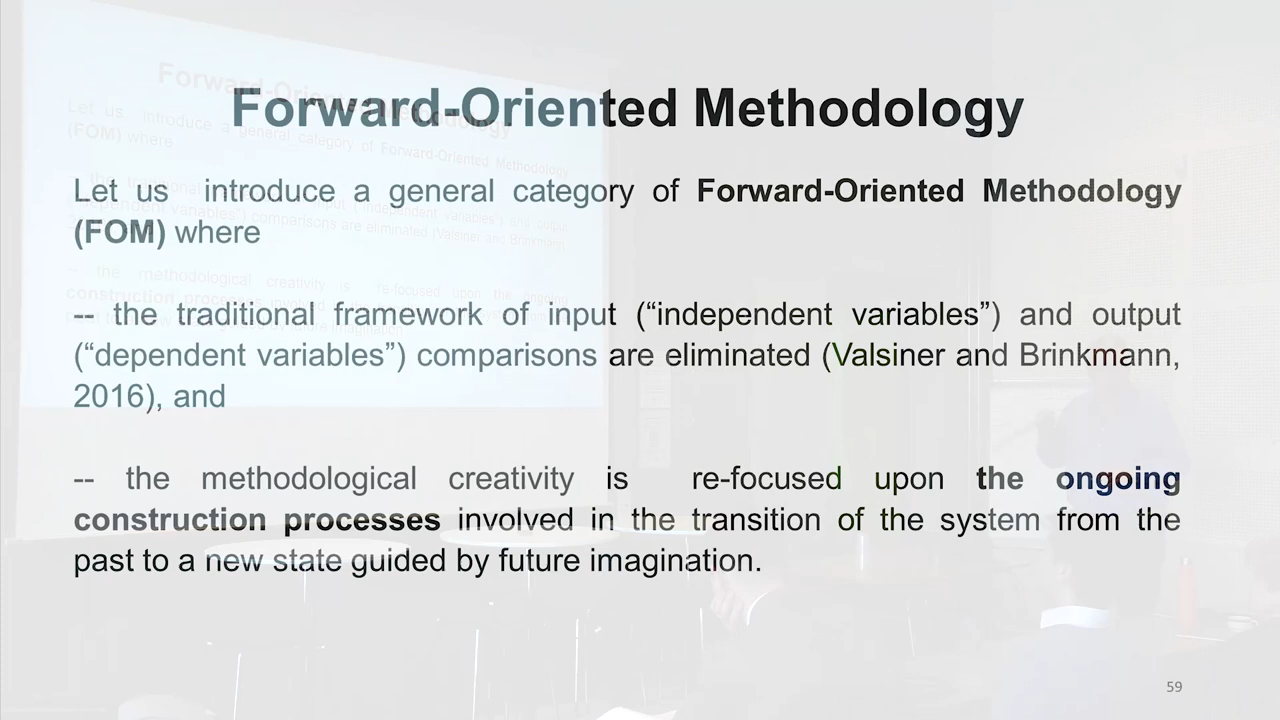 Forward-Oriented Methodology
Let us introduce a general category of Forward-Oriented Methodology
(FOM) where
-- the traditional framework of input (“independent variables”) and output
(“dependent variables”) comparisons are eliminated (Valsiner and Brinkmann,
2016), and
-- the methodological creativity is re-focused upon the ongoing
construction processes involved in the transition of the system from the
past to a new state guided by future imagination.
59